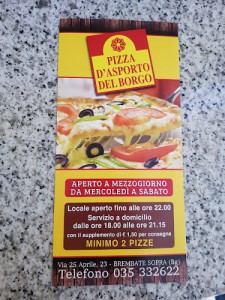 PIZZA
D'ASPORTO
DEL BORGO
APERTO A MEZZOGIORNO
DA MERCOLEDÌ A SABATO
Locale aperto fino alle ore 22.00
Servizio a domicilio
dalle ore 18.00 alle ore 21.15
con il supplemento di € 1,50 per consegna
MINIMO 2 PIZZE
Via 25 Aprile, 23 - BREMBATE SOPRA (Bg)
Telefono 035 332622